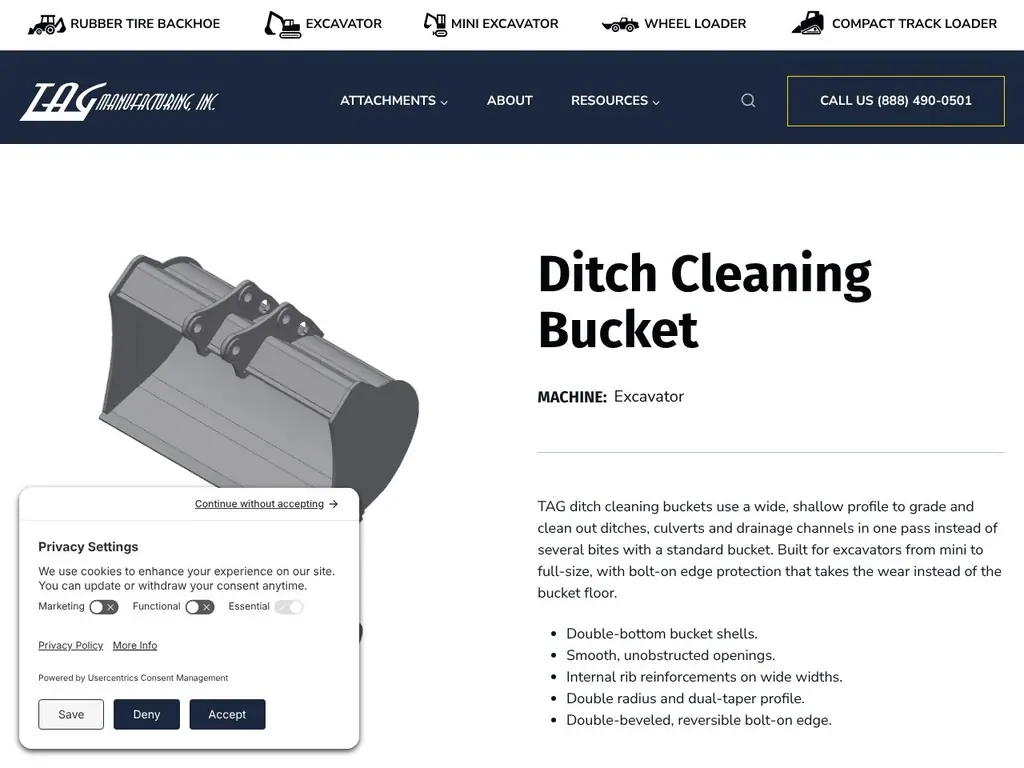 RUBBER TIRE BACKHOE EXCAVATOR MINI EXCAVATOR WHEEL LOADER COMPACT TRACK LOADER
TAG MANUFACTURING, INC. ATTACHMENTS ABOUT RESOURCES CALL US (888) 490-0501
Ditch Cleaning
Bucket
MACHINE: Excavator
TAG ditch cleaning buckets use a wide, shallow profile to grade and
clean out ditches, culverts and drainage channels in one pass instead of
several bites with a standard bucket. Built for excavators from mini to
full-size, with bolt-on edge protection that takes the wear instead of the
bucket floor.
• Double-bottom bucket shells.
• Smooth, unobstructed openings.
• Internal rib reinforcements on wide widths.
• Double radius and dual-taper profile.
• Double-beveled, reversible bolt-on edge.
Continue without accepting →
Privacy Settings
We use cookies to enhance your experience on our site.
You can update or withdraw your consent anytime.
Marketing Functional Essential
Privacy Policy More Info
Powered by Usercentrics Consent Management
Save Deny Accept